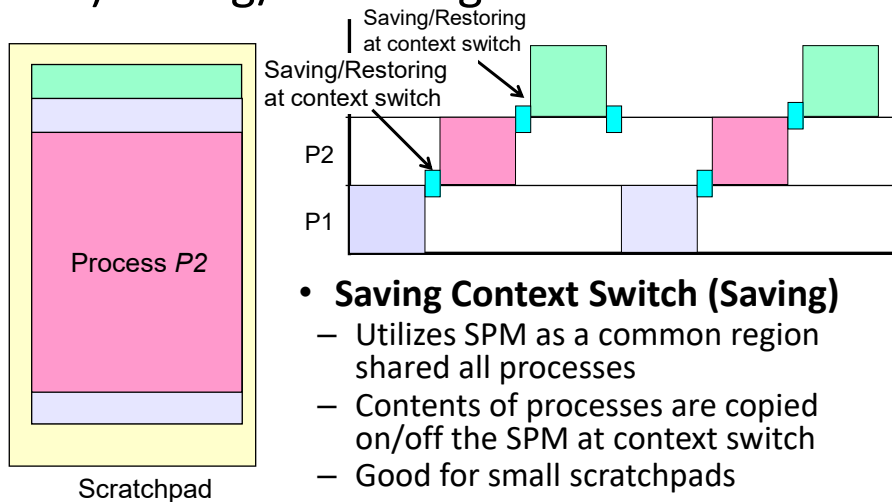 Saving/Restoring
at context switch
Saving/Restoring
at context switch
P2
P1
Process P2
Scratchpad
• Saving Context Switch (Saving)
– Utilizes SPM as a common region
shared all processes
– Contents of processes are copied
on/off the SPM at context switch
– Good for small scratchpads